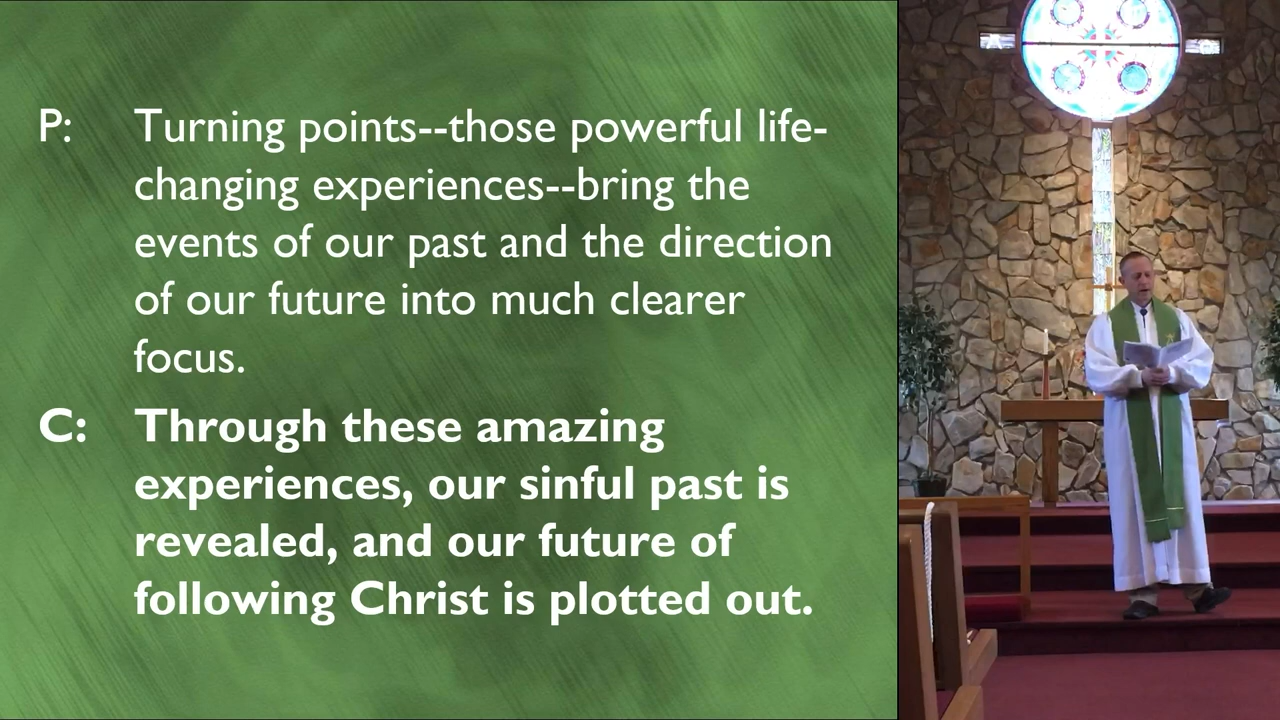 P: Turning points--those powerful life-
changing experiences--bring the
events of our past and the direction
of our future into much clearer
focus.
C: Through these amazing
experiences, our sinful past is
revealed, and our future of
following Christ is plotted out.